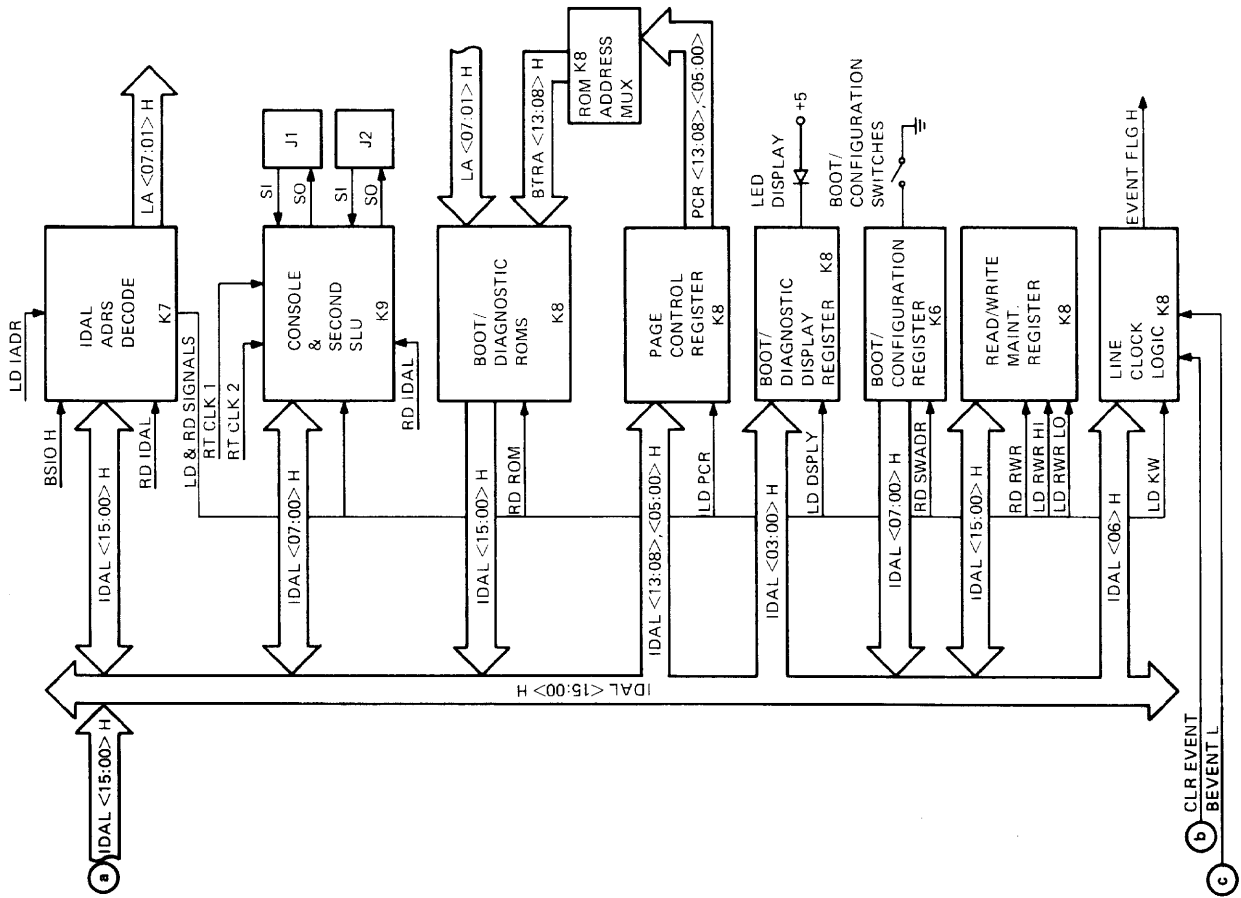 LD IADR
BSIO H
IDAL <15:00> H
RD IDAL
IDAL
ADRS
DECODE
K7
LA <07:01> H
LD & RD SIGNALS
RT CLK 1
RT CLK 2
IDAL <07:00> H
CONSOLE
&
SECOND
SLU
K9
RD IDAL
SI
SO
J1
SI
SO
J2
IDAL <15:00> H
RD ROM
BOOT/
DIAGNOSTIC
ROMS
K8
LA <07:01> H
BTRA <13:08> H
ROM K8
ADDRESS
MUX
IDAL <13:08>, <05:00> H
LD PCR
PAGE
CONTROL
REGISTER
K8
PCR <13:08>, <05:00>
IDAL <03:00> H
LD DSPLY
BOOT/
DIAGNOSTIC
DISPLAY
REGISTER
K8
LED
DISPLAY
+5
IDAL <07:00> H
RD SWADR
BOOT/
CONFIGURATION
REGISTER
K6
BOOT/
CONFIGURATION
SWITCHES
IDAL <15:00> H
RD RWR
LD RWR HI
LD RWR LO
READ/WRITE
MAINT.
REGISTER
K8
IDAL <06> H
LD KW
LINE
CLOCK
LOGIC
K8
EVENT FLG H
IDAL <15:00> H
a
IDAL <15:00> H
b
CLR EVENT
BEVENT L
c